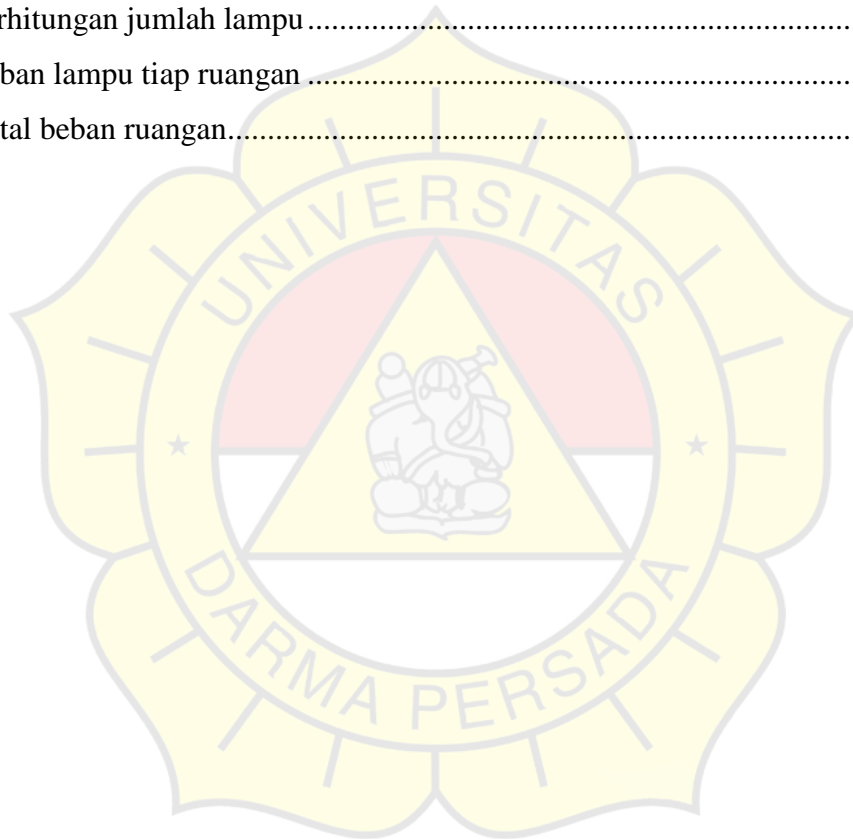 rhitungan jumlah lampu ....................................................................
ban lampu tiap ruangan ....................................................................
tal beban ruangan..............................................................................
UNIVERSITAS
DARMA PERSADA